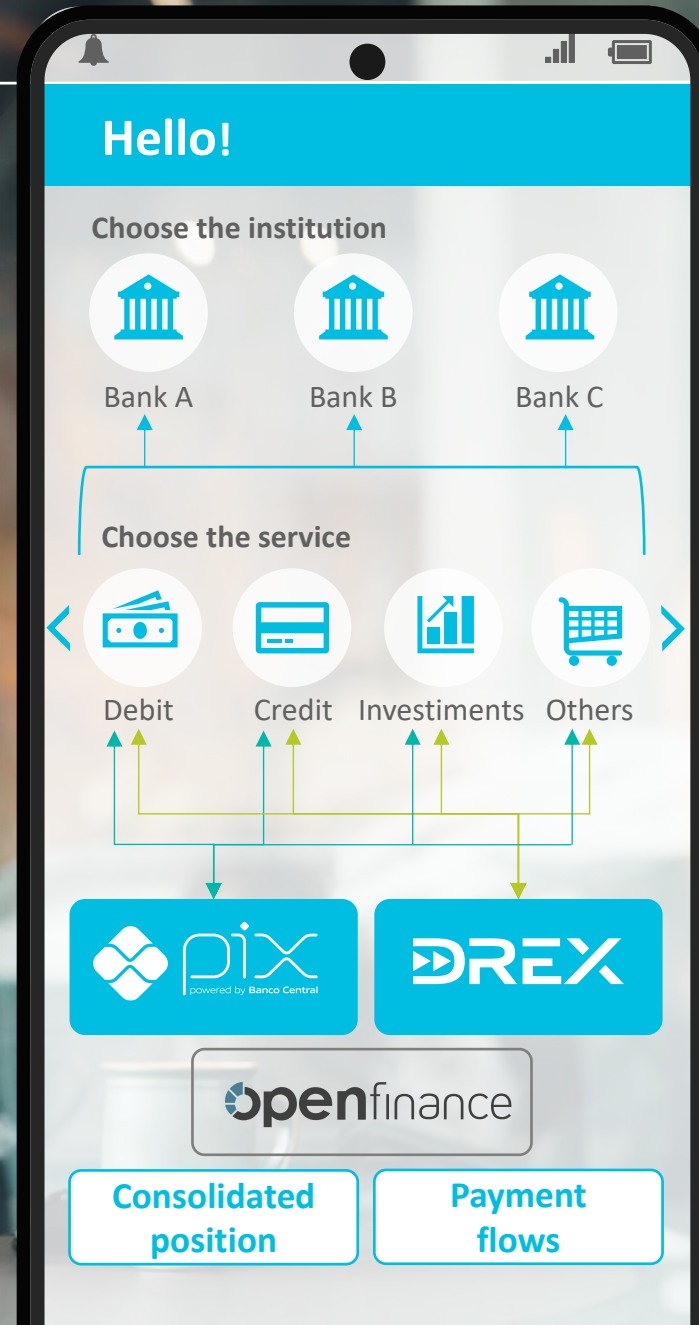 Hello!
Choose the institution
Bank A
Bank B
Bank C
Choose the service
Debit
Credit
Investiments
Others
pix
powered by Banco Central
DREX
openfinance
Consolidated
position
Payment
flows